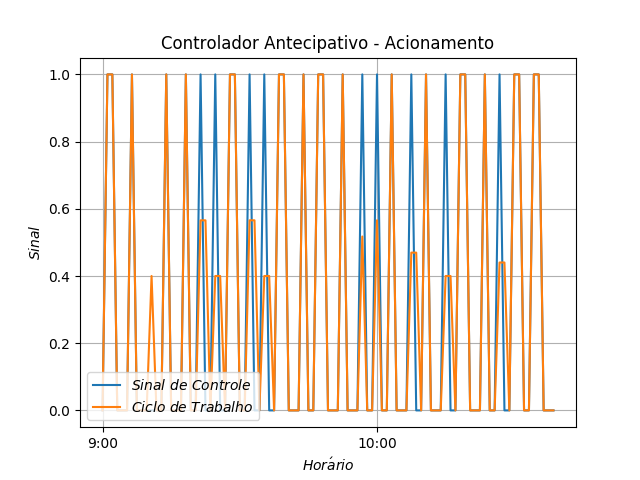 Controlador Antecipativo - Acionamento
1.0
0.8
0.6
0.4
0.2
0.0
Sinal
Sinal de Controle
Ciclo de Trabalho
9:00
10:00
Horário